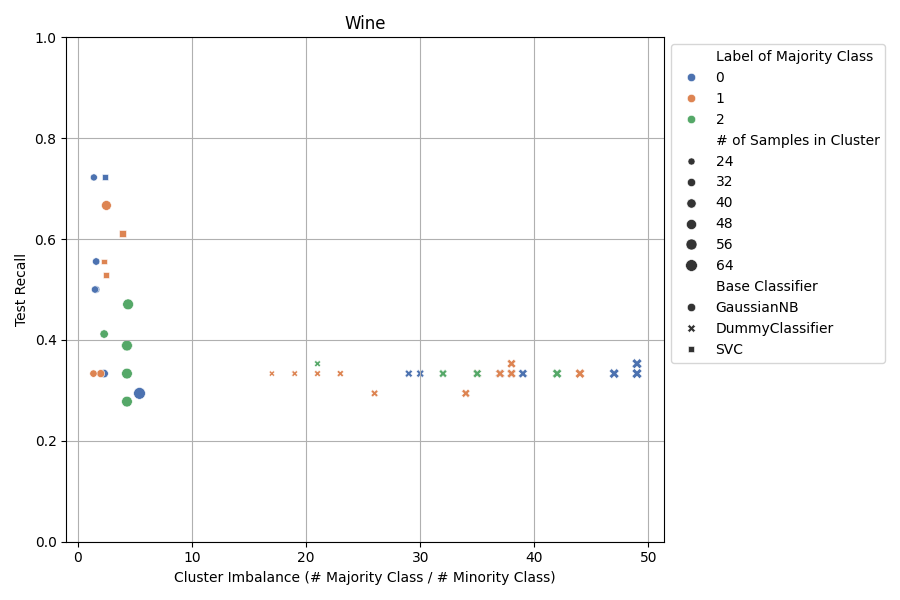 Wine
1.0
0.8
0.6
0.4
0.2
0.0
Test Recall
0 10 20 30 40 50
Cluster Imbalance (# Majority Class / # Minority Class)
Label of Majority Class
0
1
2
# of Samples in Cluster
24
32
40
48
56
64
Base Classifier
GaussianNB
DummyClassifier
SVC